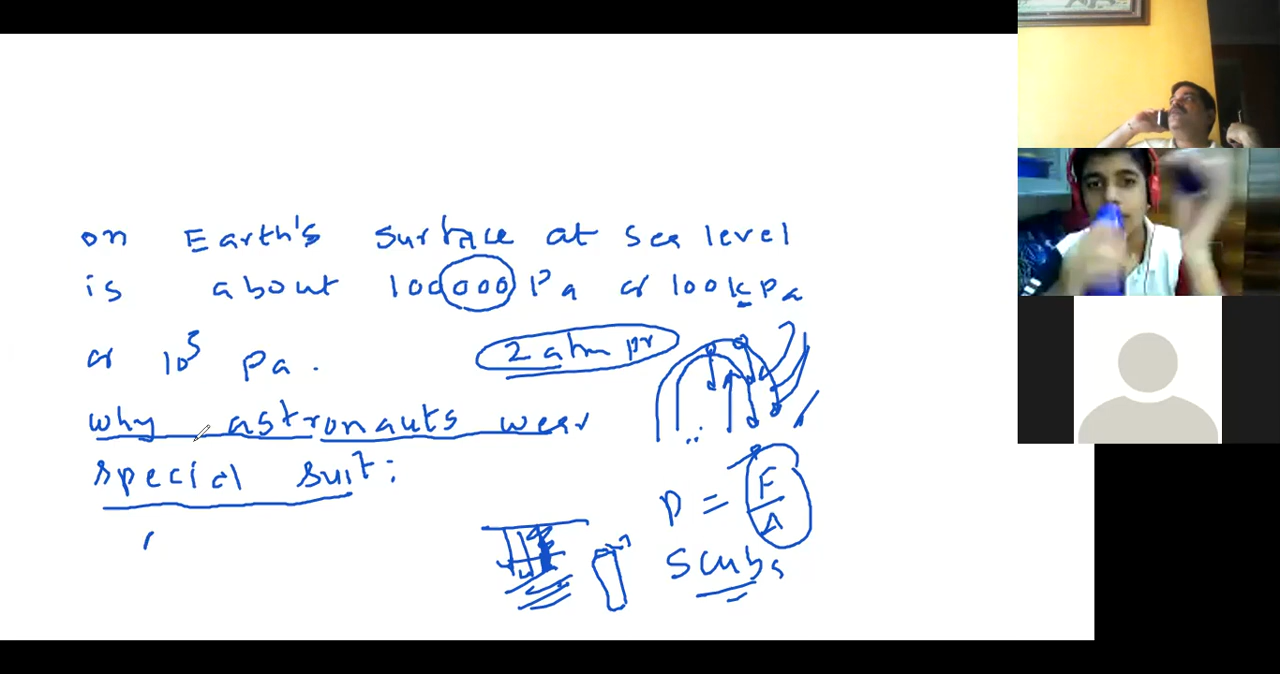 on Earth's surface at sea level
is about 100000 Pa or 100kPa
or 10⁵ Pa.
2 atm pr
why astronauts wear
special suit:
P = F/A
Scuba